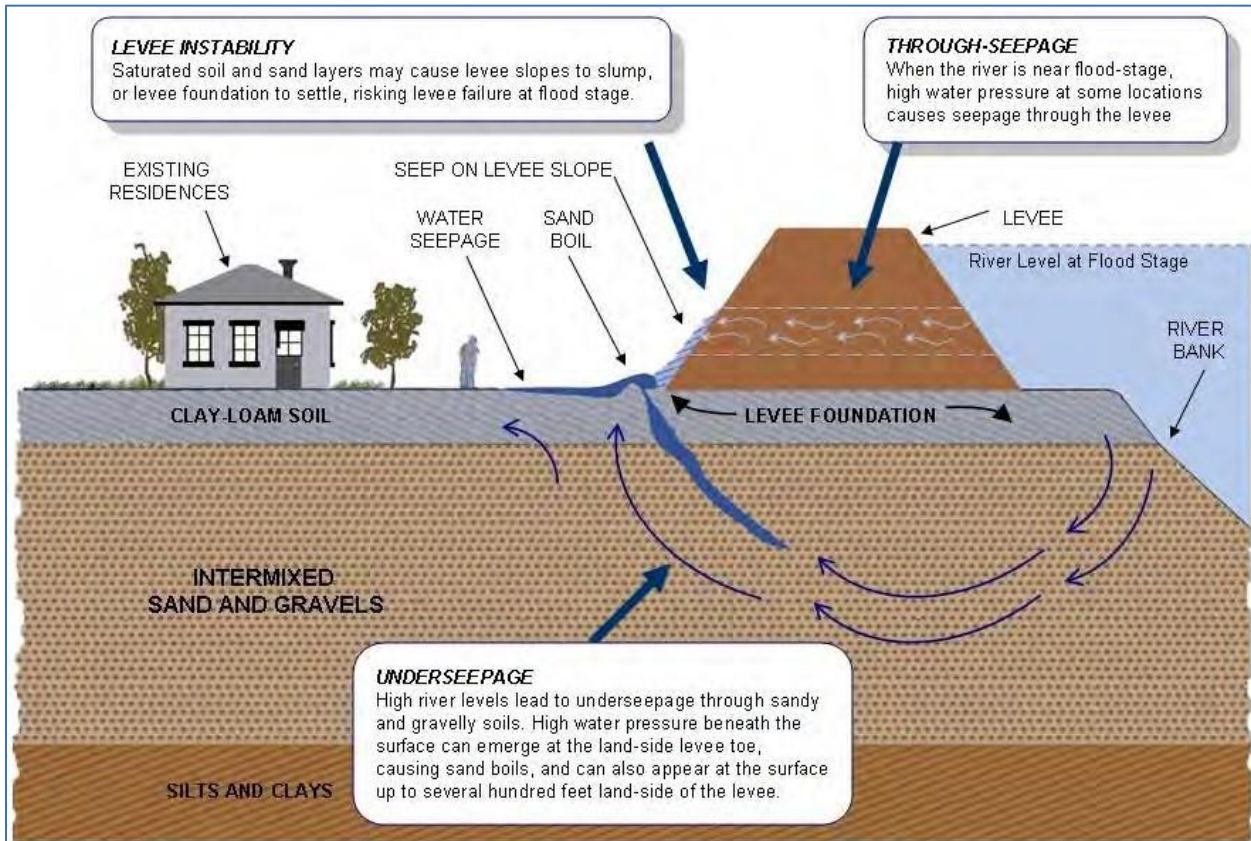 LEVEE INSTABILITY
Saturated soil and sand layers may cause levee slopes to slump,
or levee foundation to settle, risking levee failure at flood stage.
THROUGH-SEEPAGE
When the river is near flood-stage,
high water pressure at some locations
causes seepage through the levee
EXISTING
RESIDENCES
SEEP ON LEVEE SLOPE
WATER
SEEPAGE
SAND
BOIL
LEVEE
River Level at Flood Stage
RIVER
BANK
CLAY-LOAM SOIL
LEVEE FOUNDATION
INTERMIXED
SAND AND GRAVELS
UNDERSEEPAGE
High river levels lead to underseepage through sandy
and gravelly soils. High water pressure beneath the
surface can emerge at the land-side levee toe,
causing sand boils, and can also appear at the surface
up to several hundred feet land-side of the levee.
SILTS AND CLAYS